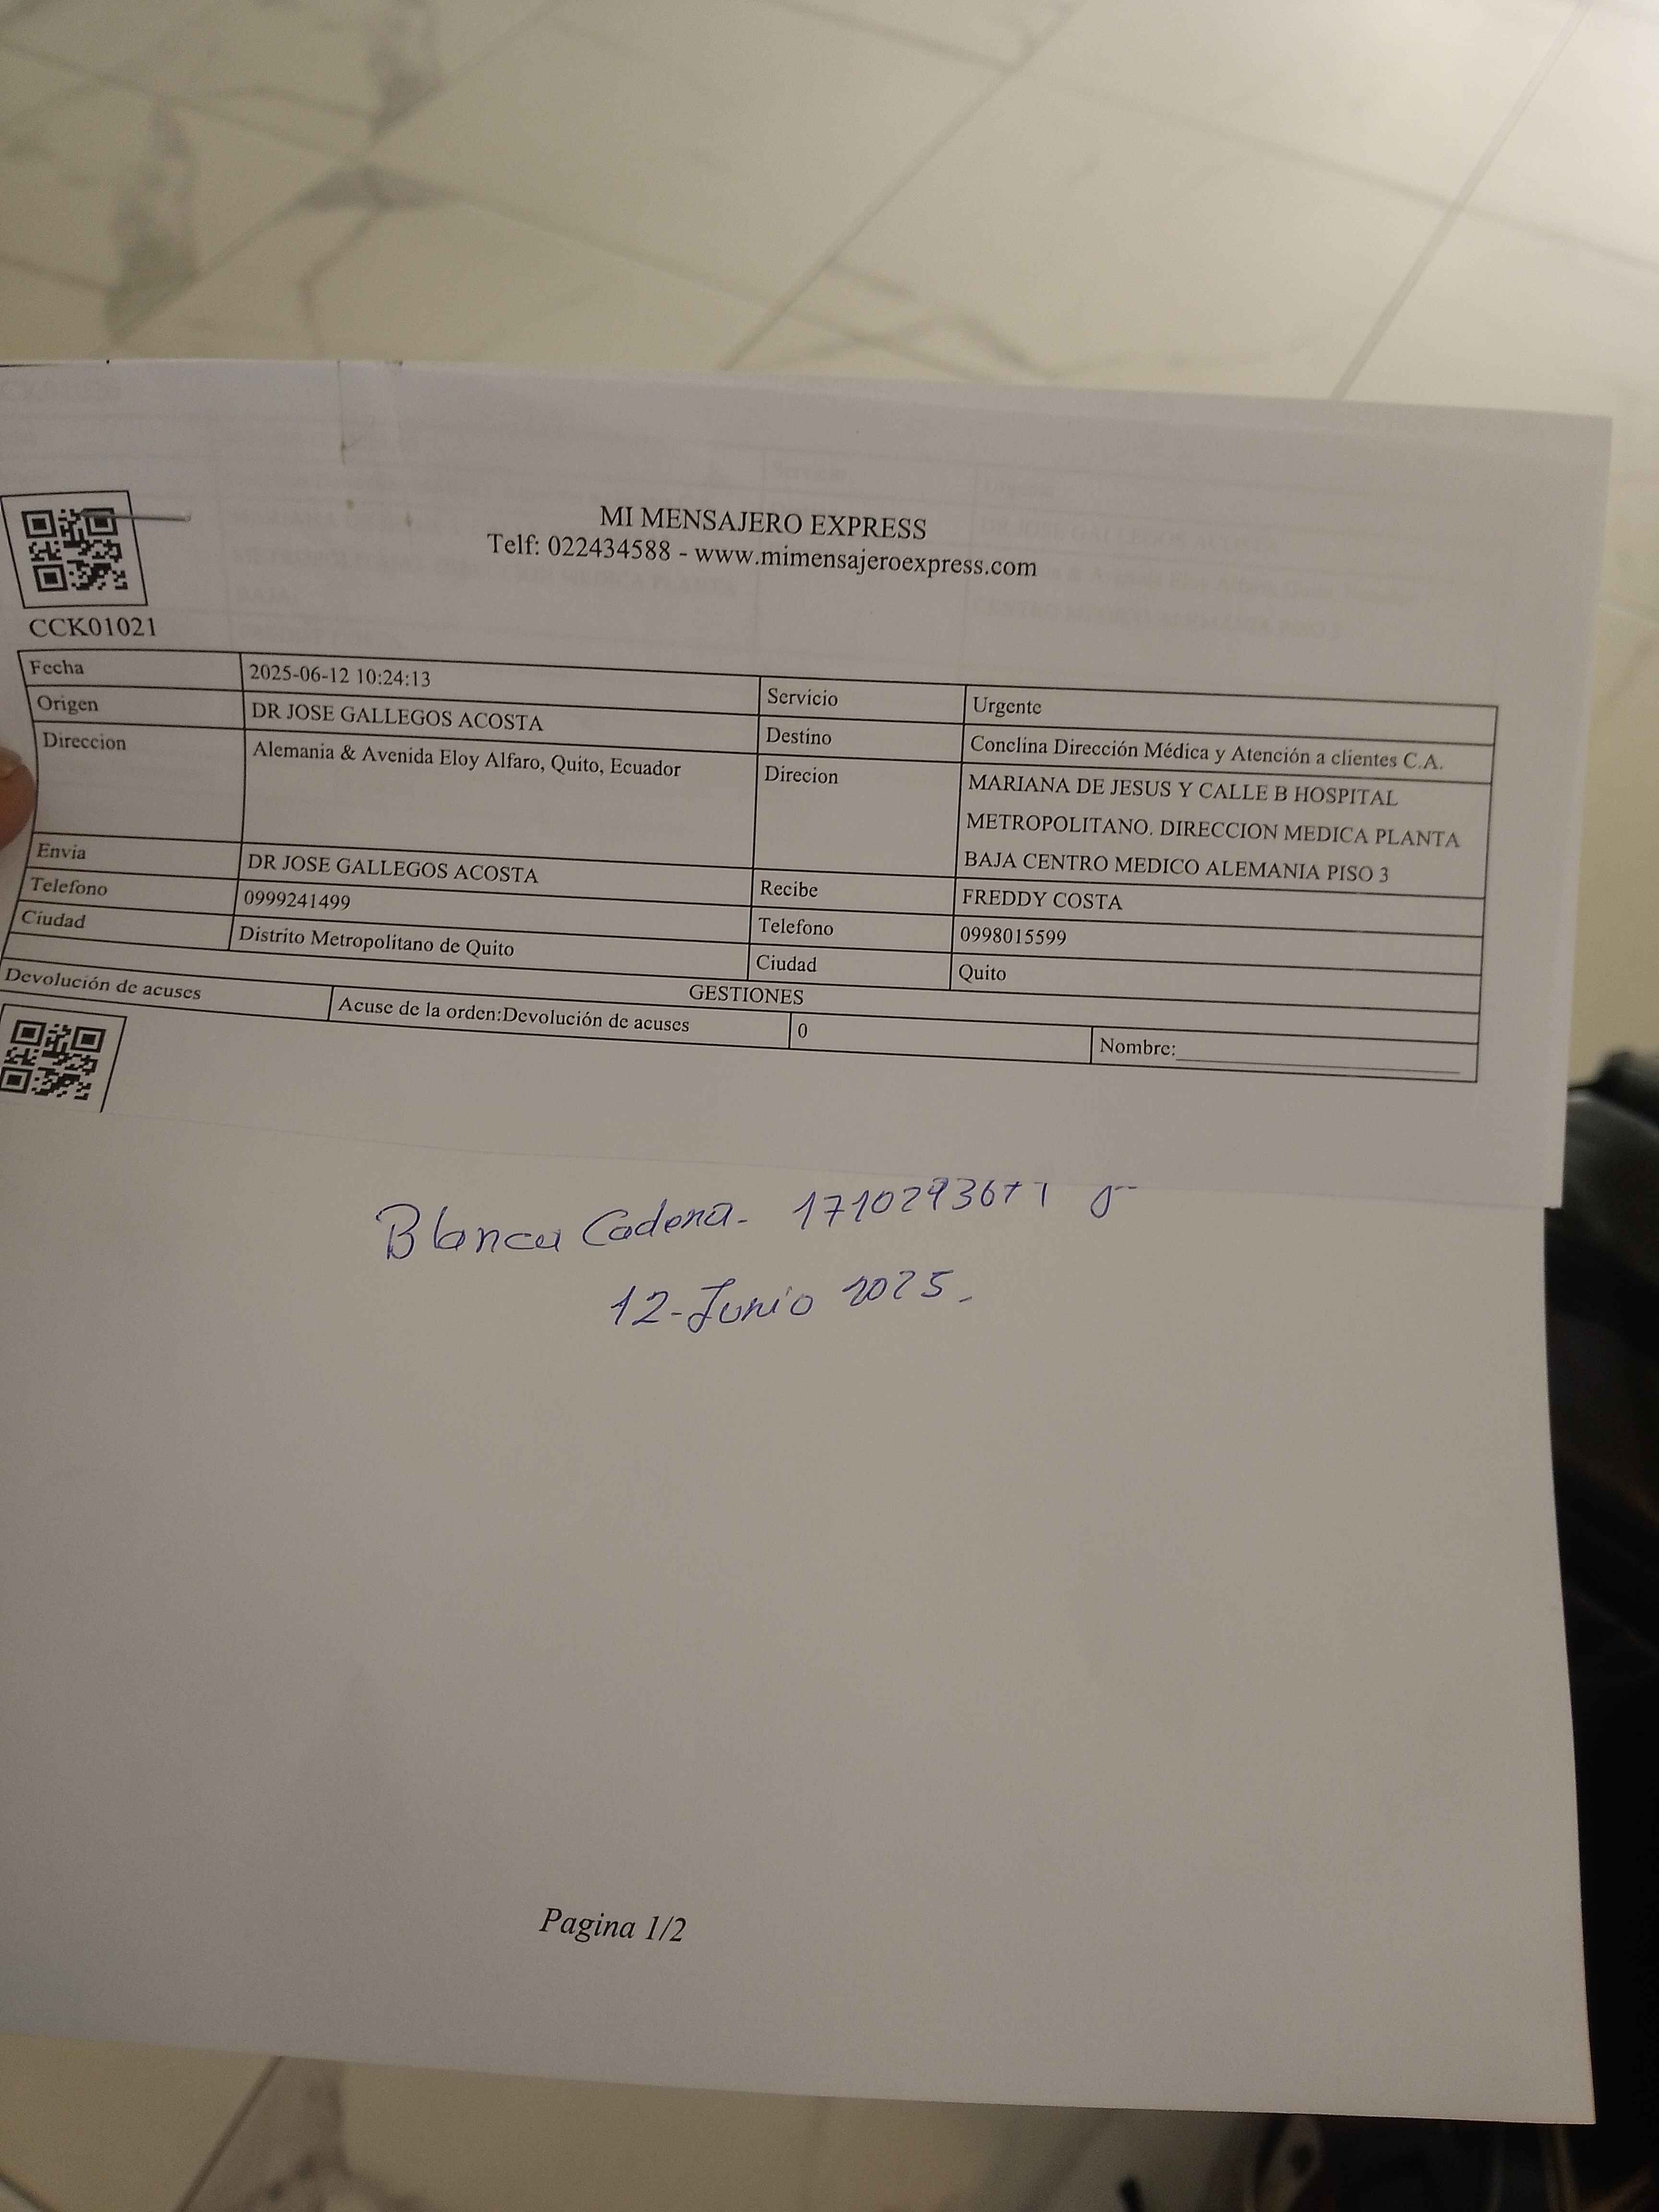 MI MENSAJERO EXPRESS
Telf: 022434588 - www.mimensajeroexpress.com
CCK01021
Fecha 2025-06-12 10:24:13 Servicio Urgente
Origen DR JOSE GALLEGOS ACOSTA Destino Conclina Dirección Médica y Atención a clientes C.A.
Direccion Alemania & Avenida Eloy Alfaro, Quito, Ecuador Direcion MARIANA DE JESUS Y CALLE B HOSPITAL
METROPOLITANO. DIRECCION MEDICA PLANTA
BAJA CENTRO MEDICO ALEMANIA PISO 3
Envia DR JOSE GALLEGOS ACOSTA Recibe FREDDY COSTA
Telefono 0999241499 Telefono 0998015599
Ciudad Distrito Metropolitano de Quito Ciudad Quito
GESTIONES
Devolución de acuses Acuse de la orden:Devolución de acuses 0 Nombre:
Blanca Cadena-
12-Junio 2025.
Pagina 1/2